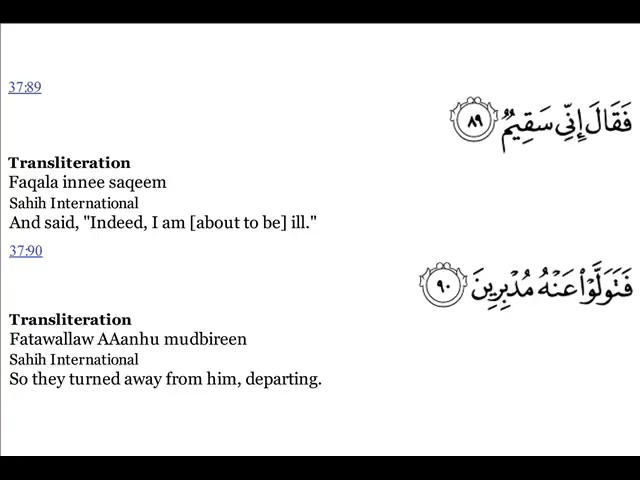 37:89
فَقَالَ إِنِّي سَقِيمٌ ٨٩
Transliteration
Faqala innee saqeem
Sahih International
And said, "Indeed, I am [about to be] ill."
37:90
فَتَوَلَّوْا۟ عَنْهُ مُدْبِرِينَ ٩٠
Transliteration
Fatawallaw AAanhu mudbireen
Sahih International
So they turned away from him, departing.